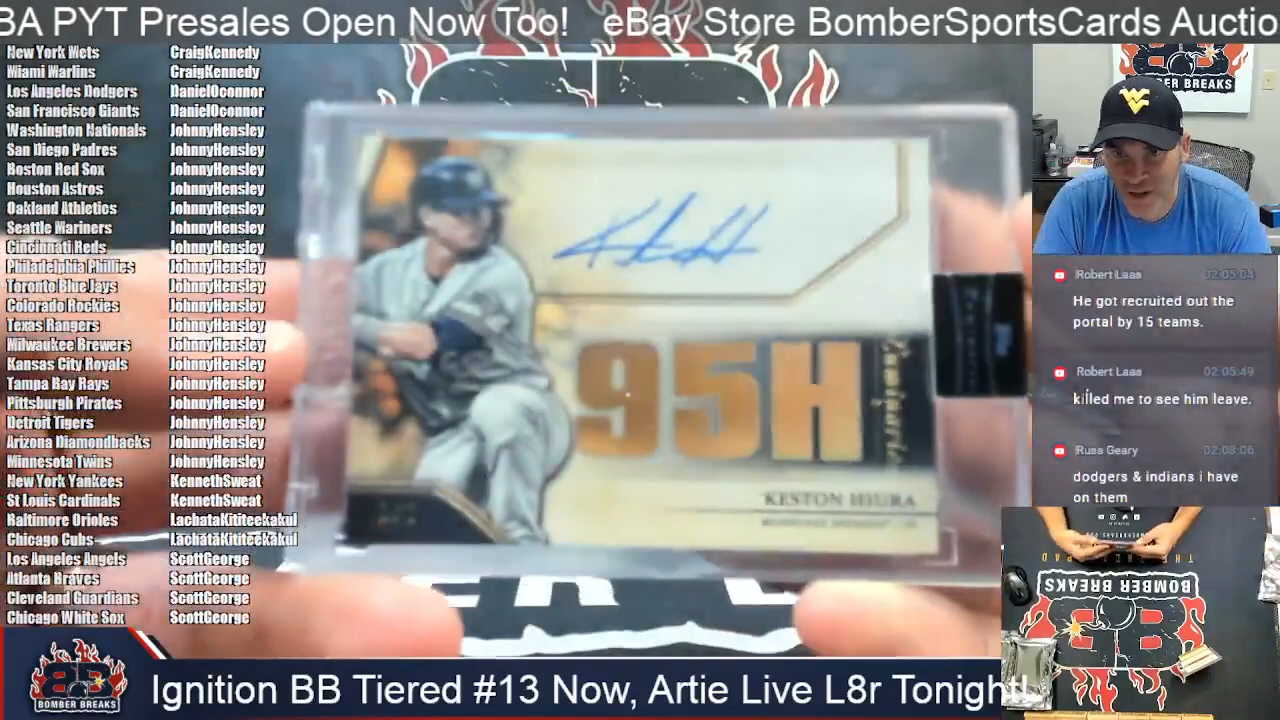 BA PYT Presales Open Now Too! eBay Store BomberSportsCards Auctio
New York Mets CraigKennedy
Miami Marlins CraigKennedy
Los Angeles Dodgers DanielOconnor
San Francisco Giants DanielOconnor
Washington Nationals JohnnyHensley
San Diego Padres JohnnyHensley
Boston Red Sox JohnnyHensley
Houston Astros JohnnyHensley
Oakland Athletics JohnnyHensley
Seattle Mariners JohnnyHensley
Cincinnati Reds JohnnyHensley
Philadelphia Phillies JohnnyHensley
Toronto BlueJays JohnnyHensley
Colorado Rockies JohnnyHensley
Texas Rangers JohnnyHensley
Milwaukee Brewers JohnnyHensley
Kansas City Royals JohnnyHensley
Tampa Bay Rays JohnnyHensley
Pittsburgh Pirates JohnnyHensley
Detroit Tigers JohnnyHensley
Arizona Diamondbacks JohnnyHensley
Minnesota Twins JohnnyHensley
New York Yankees KennethSweat
St Louis Cardinals KennethSweat
Baltimore Orioles LachataKititeekakul
Chicago Cubs LachataKititeekakul
Los Angeles Angels ScottGeorge
Atlanta Braves ScottGeorge
Cleveland Guardians ScottGeorge
Chicago White Sox ScottGeorge
95H
KESTON HIURA
BER BREAKS
WV
Robert Laas 02:05:04
He got recruited out the
portal by 15 teams.
Robert Laas 02:05:49
killed me to see him leave.
Russ Geary 02:08:06
dodgers & indians i have
on them
BOMBER BREAKS
BB
BOMBER BREAKS
Ignition BB Tiered #13 Now, Artie Live L8r Tonight!